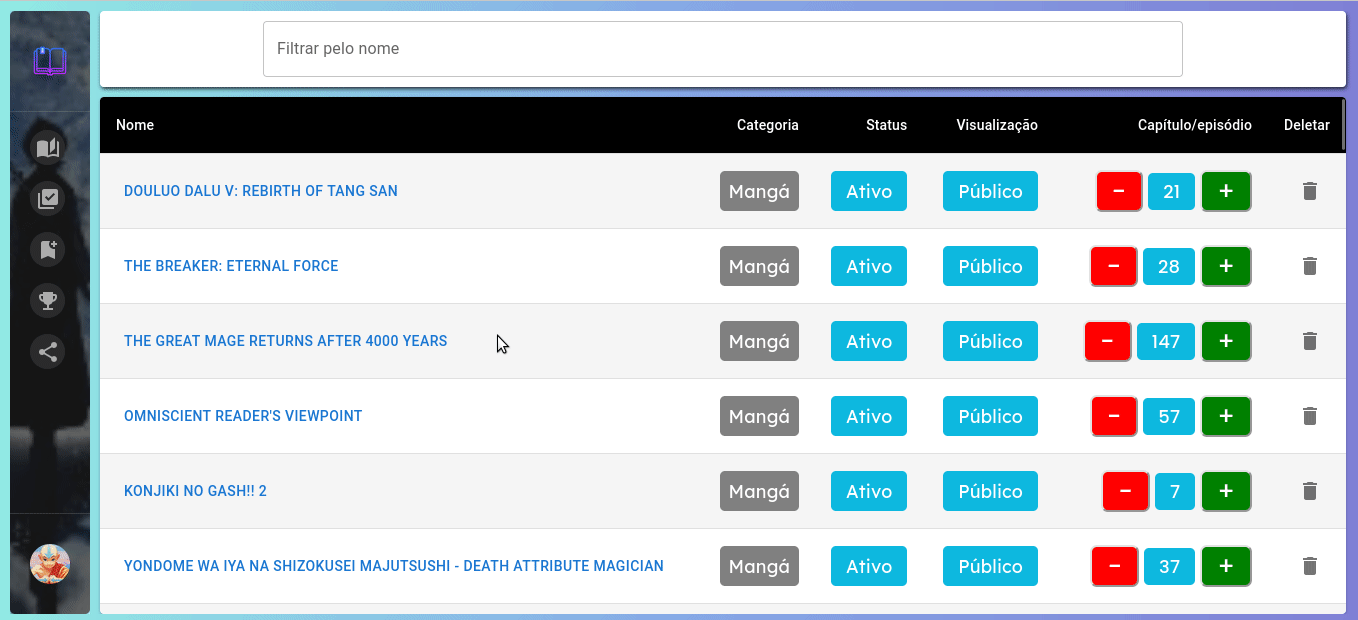 Filtrar pelo nome
Nome Categoria Status Visualização Capítulo/episódio Deletar
DOULUO DALU V: REBIRTH OF TANG SAN Mangá Ativo Público − 21 +
THE BREAKER: ETERNAL FORCE Mangá Ativo Público − 28 +
THE GREAT MAGE RETURNS AFTER 4000 YEARS Mangá Ativo Público − 147 +
OMNISCIENT READER'S VIEWPOINT Mangá Ativo Público − 57 +
KONJIKI NO GASH!! 2 Mangá Ativo Público − 7 +
YONDOME WA IYA NA SHIZOKUSEI MAJUTSUSHI - DEATH ATTRIBUTE MAGICIAN Mangá Ativo Público − 37 +